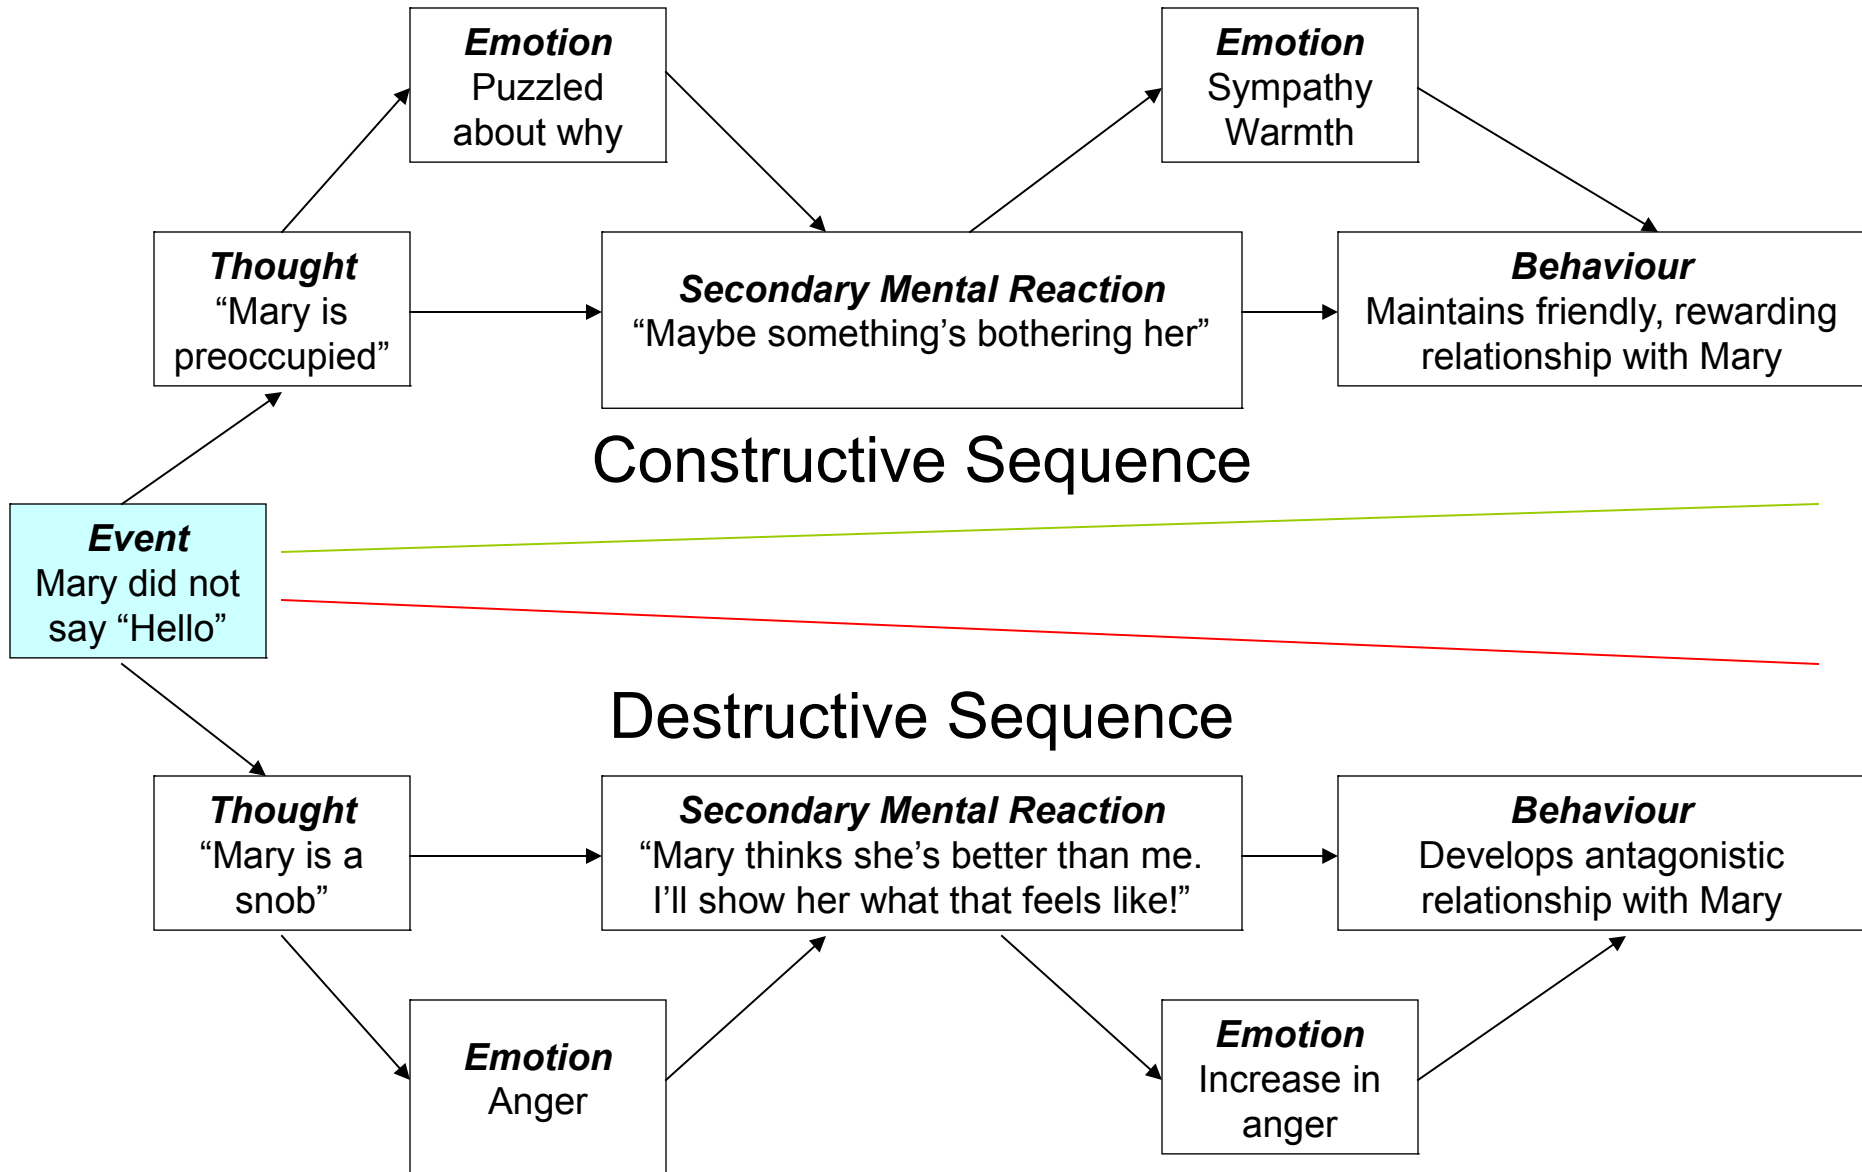 Emotion
Puzzled
about why
Emotion
Sympathy
Warmth
Thought
“Mary is
preoccupied”
Secondary Mental Reaction
“Maybe something’s bothering her”
Behaviour
Maintains friendly, rewarding
relationship with Mary
Constructive Sequence
Event
Mary did not
say “Hello”
Destructive Sequence
Thought
“Mary is a
snob”
Secondary Mental Reaction
“Mary thinks she’s better than me.
I’ll show her what that feels like!”
Behaviour
Develops antagonistic
relationship with Mary
Emotion
Anger
Emotion
Increase in
anger